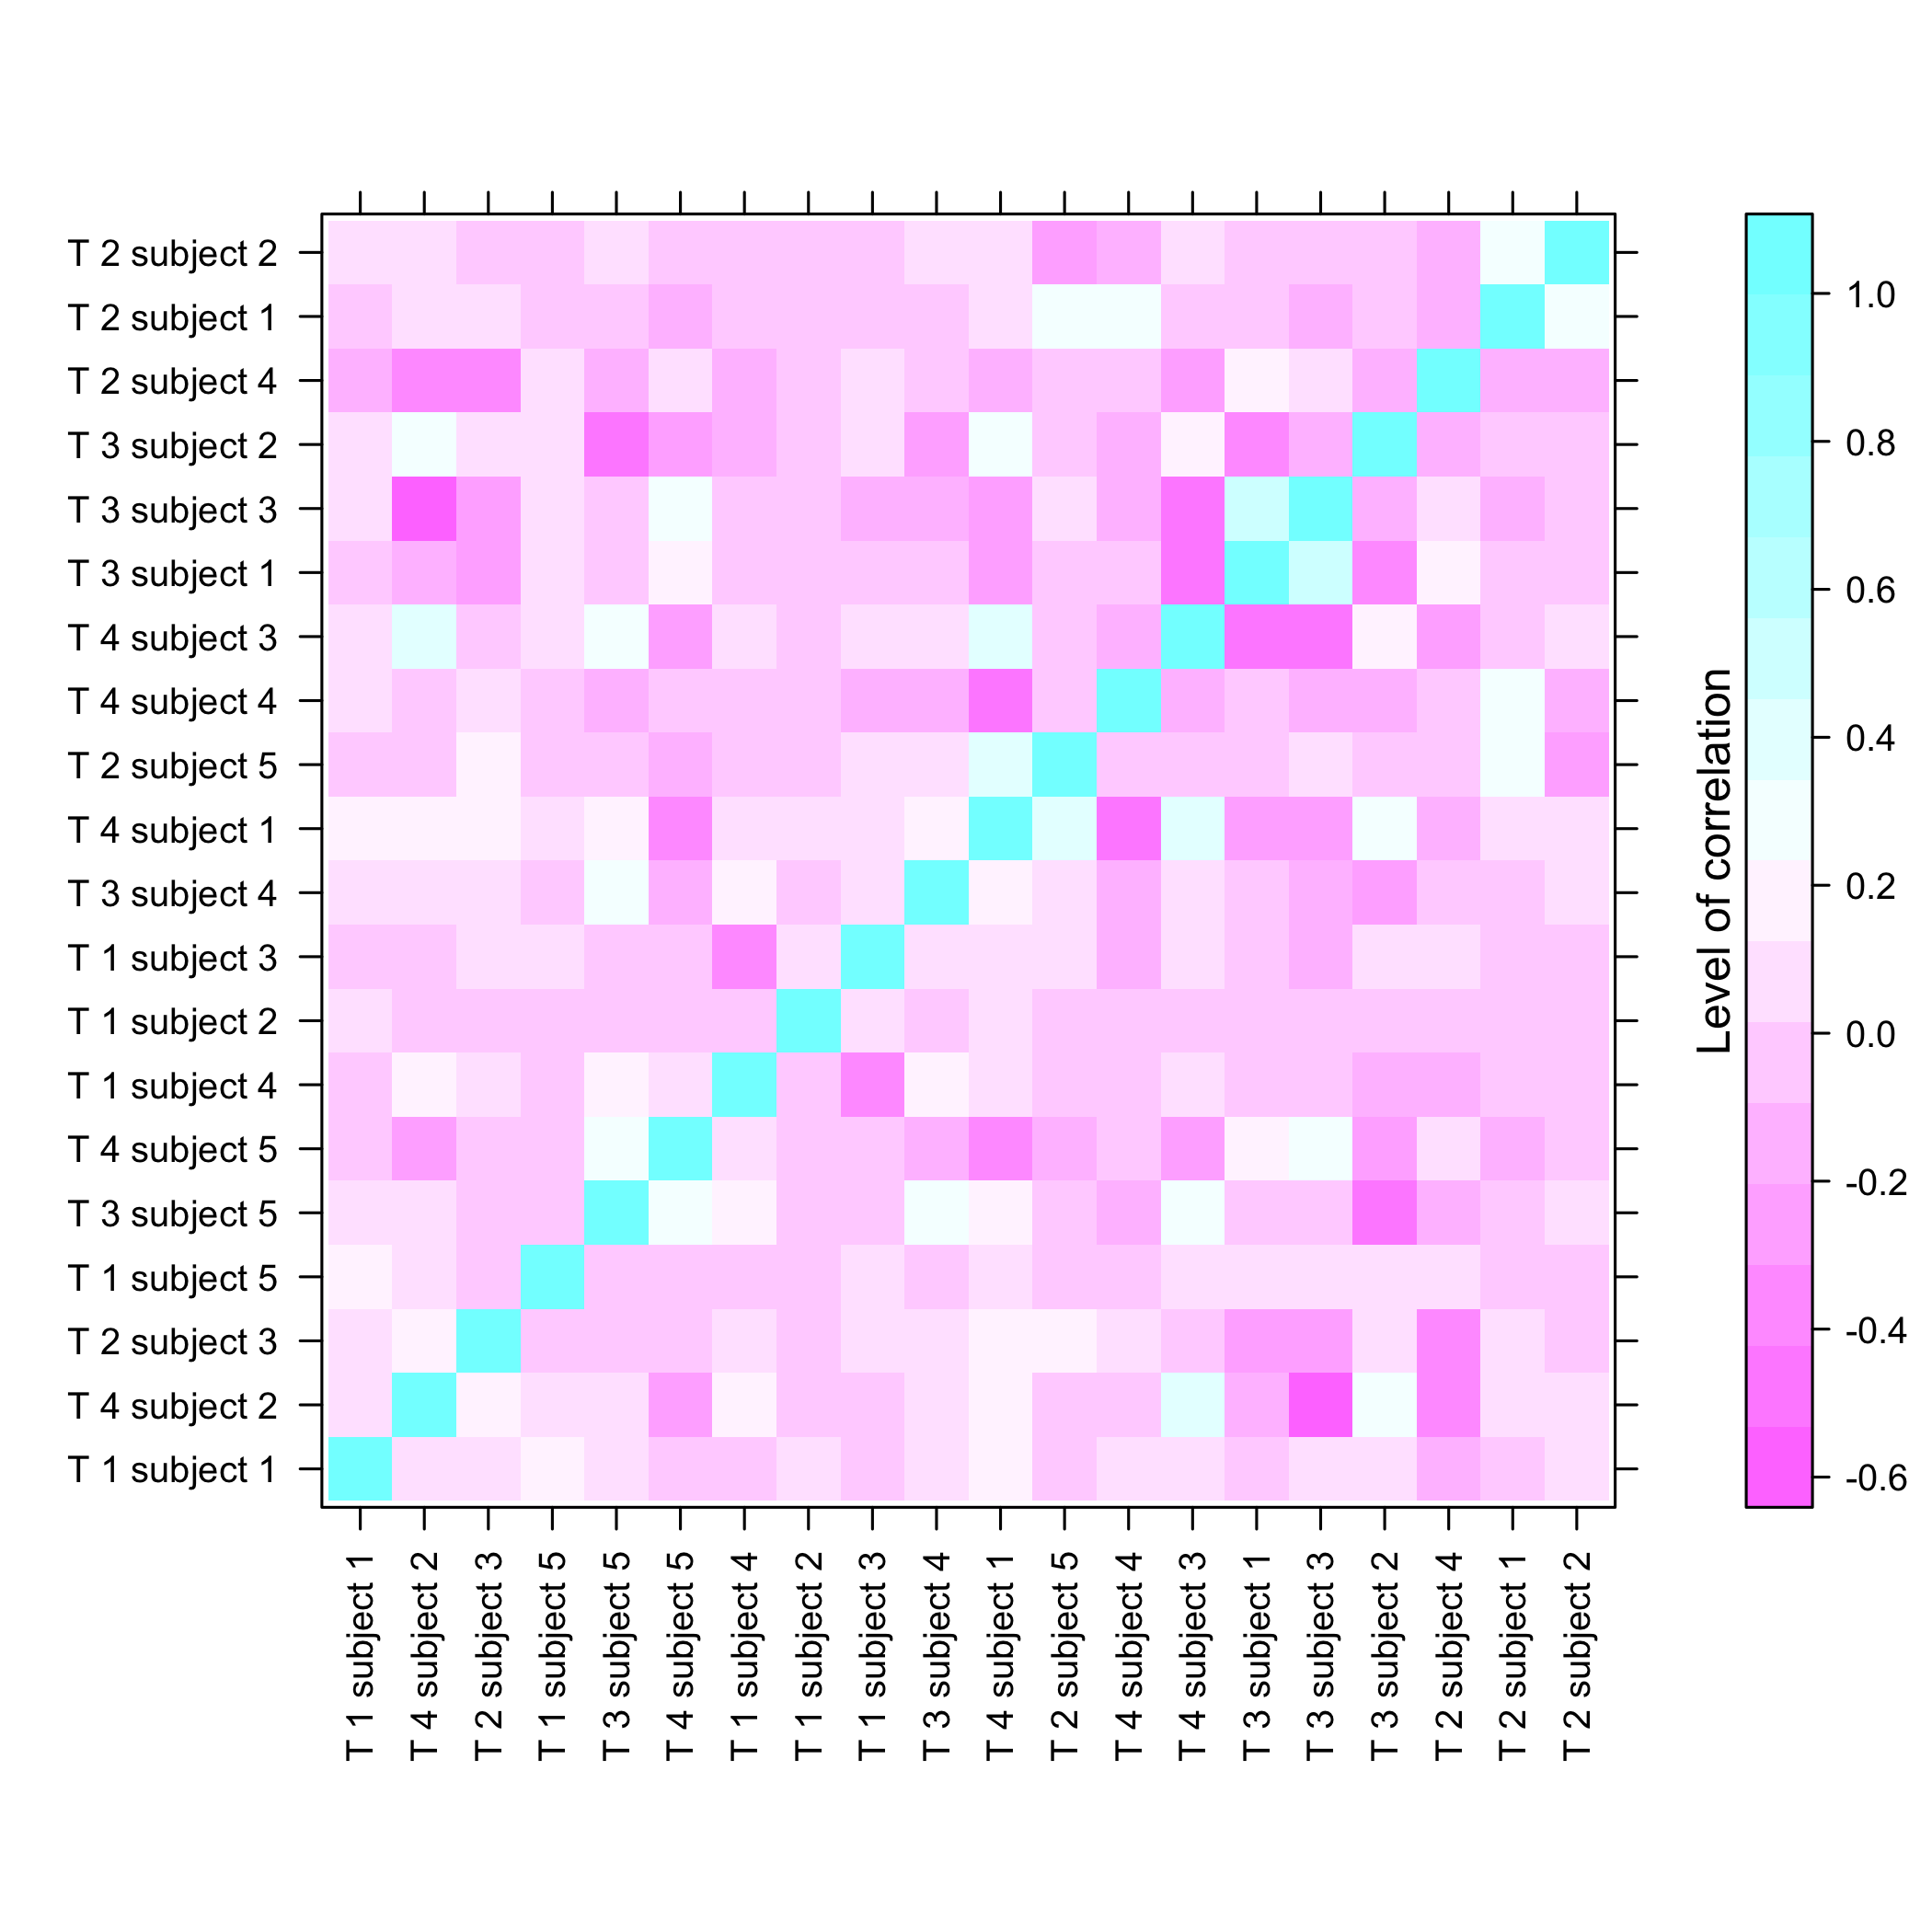 T 2 subject 2
T 2 subject 1
T 2 subject 4
T 3 subject 2
T 3 subject 3
T 3 subject 1
T 4 subject 3
T 4 subject 4
T 2 subject 5
T 4 subject 1
T 3 subject 4
T 1 subject 3
T 1 subject 2
T 1 subject 4
T 4 subject 5
T 3 subject 5
T 1 subject 5
T 2 subject 3
T 4 subject 2
T 1 subject 1
T 1 subject 1
T 4 subject 2
T 2 subject 3
T 1 subject 5
T 3 subject 5
T 4 subject 5
T 1 subject 4
T 1 subject 2
T 1 subject 3
T 3 subject 4
T 4 subject 1
T 2 subject 5
T 4 subject 4
T 4 subject 3
T 3 subject 1
T 3 subject 3
T 3 subject 2
T 2 subject 4
T 2 subject 1
T 2 subject 2
Level of correlation
1.0
0.8
0.6
0.4
0.2
0.0
-0.2
-0.4
-0.6